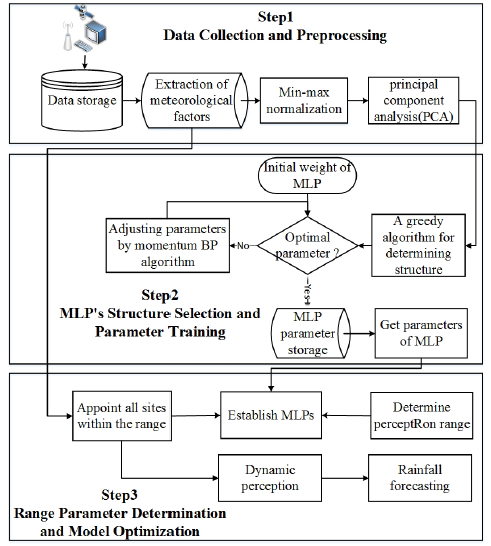 Step1
Data Collection and Preprocessing
Data storage
Extraction of
meteorological
factors
Min-max
normalization
principal
component
analysis(PCA)
Initial weight of
MLP
Adjusting parameters
by momentum BP
algorithm
No
Optimal
parameter ?
A greedy
algorithm for
determining
structure
Yes
Step2
MLP's Structure Selection and
Parameter Training
MLP
parameter
storage
Get parameters
of MLP
Appoint all sites
within the range
Establish MLPs
Determine
perceptRon range
Dynamic
perception
Rainfall
forecasting
Step3
Range Parameter Determination
and Model Optimization